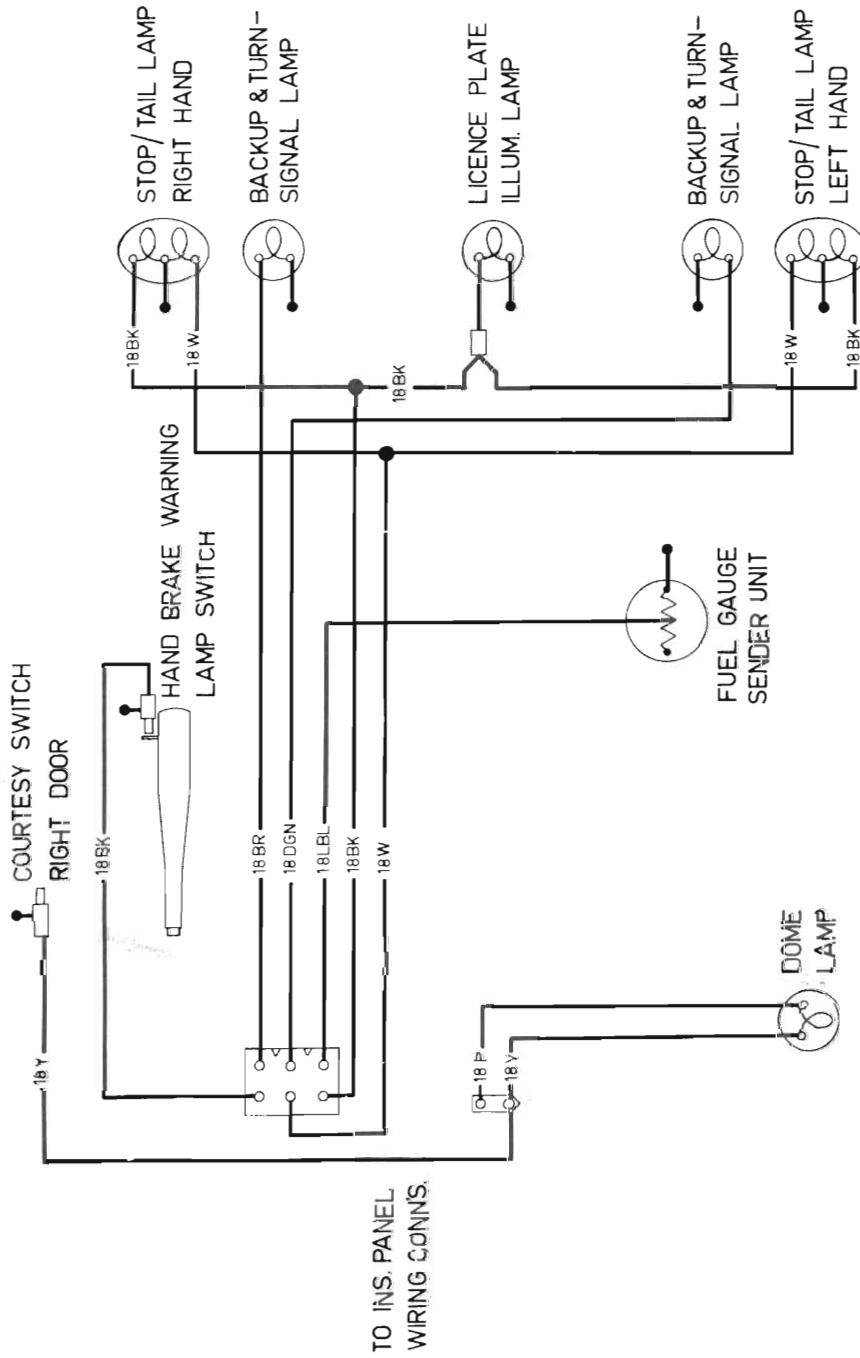 COURTESY SWITCH
RIGHT DOOR
HAND BRAKE WARNING
LAMP SWITCH
STOP/TAIL LAMP
RIGHT HAND
BACKUP & TURN-
SIGNAL LAMP
LICENCE PLATE
ILLUM. LAMP
BACKUP & TURN-
SIGNAL LAMP
STOP/TAIL LAMP
LEFT HAND
FUEL GAUGE
SENDER UNIT
DOME
LAMP
TO INS. PANEL
WIRING CONN'S.
18Y
18BK
18BR
18DGN
18LBL
18BK
18W
18BK
18W
18BK
18W
18BK
18P
18Y